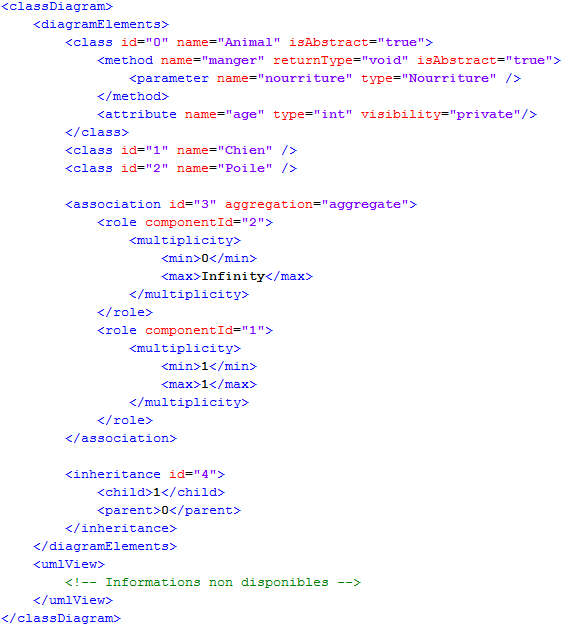 <classDiagram>
<diagramElements>
<class id="0" name="Animal" isAbstract="true">
<method name="manger" returnType="void" isAbstract="true">
<parameter name="nourriture" type="Nourriture" />
</method>
<attribute name="age" type="int" visibility="private"/>
</class>
<class id="1" name="Chien" />
<class id="2" name="Poile" />
<association id="3" aggregation="aggregate">
<role componentId="2">
<multiplicity>
<min>0</min>
<max>Infinity</max>
</multiplicity>
</role>
<role componentId="1">
<multiplicity>
<min>1</min>
<max>1</max>
</multiplicity>
</role>
</association>
<inheritance id="4">
<child>1</child>
<parent>0</parent>
</inheritance>
</diagramElements>
<umlView>
<!-- Informations non disponibles -->
</umlView>
</classDiagram>